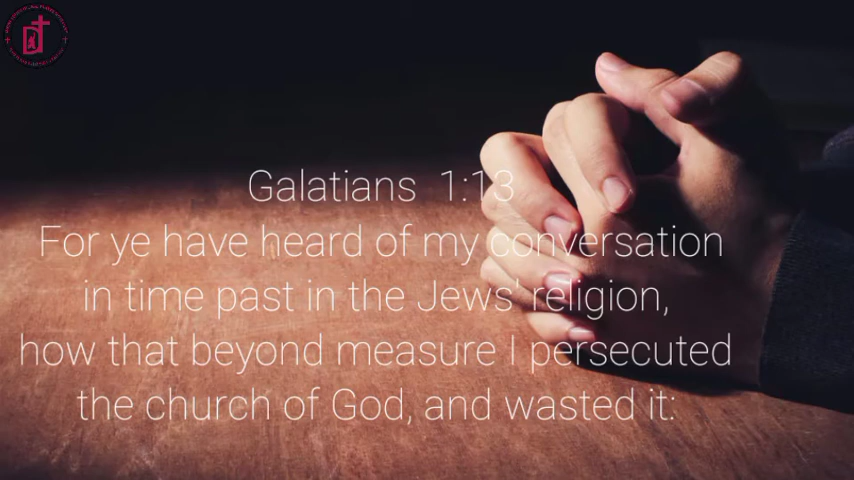 Galatians 1:13
For ye have heard of my conversation
in time past in the Jews' religion,
how that beyond measure I persecuted
the church of God, and wasted it: